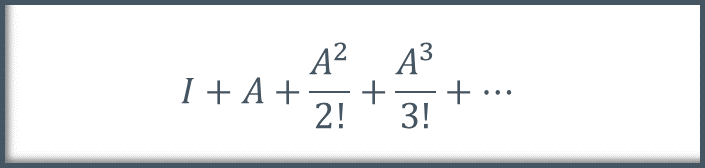 I + A + A²/2! + A³/3! + ⋯